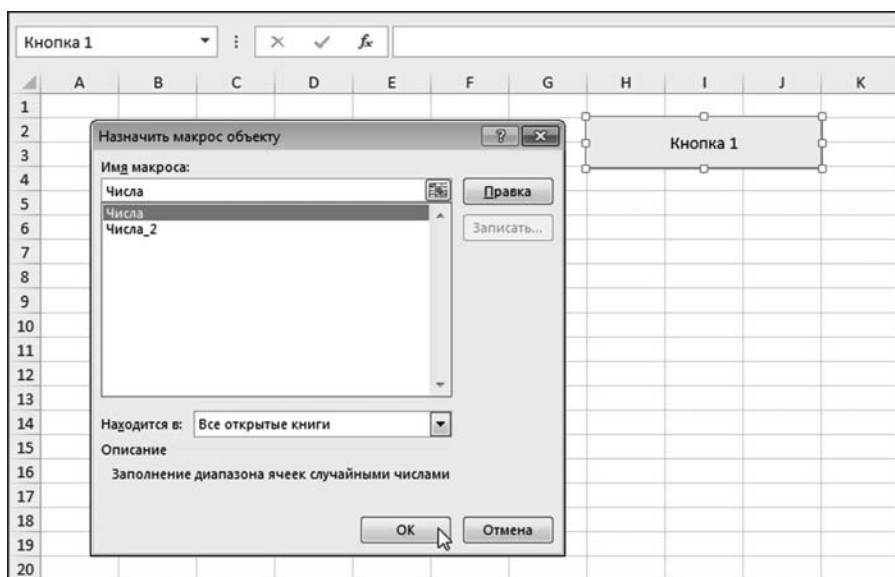 Кнопка 1
fx
A B C D E F G H I J K
1
2
Назначить макрос объекту
Кнопка 1
3
Имя макроса:
4
Числа
Правка
5
Числа
6
Числа_2
Записать...
7
8
9
10
11
12
13
14
Находится в: Все открытые книги
15
Описание
16
Заполнение диапазона ячеек случайными числами
17
18
OK Отмена
19
20